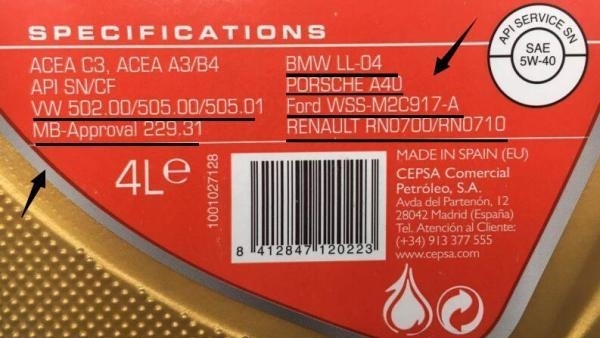 SPECIFICATIONS
ACEA C3, ACEA A3/B4
API SN/CF
VW 502.00/505.00/505.01
MB-Approval 229.31
BMW LL-04
PORSCHE A40
Ford WSS-M2C917-A
RENAULT RN0700/RN0710
API SERVICE SN
SAE
5W-40
4Le
1001027128
8 412847 120223
MADE IN SPAIN (EU)
CEPSA Comercial
Petróleo, S.A.
Avda del Partenón, 12
28042 Madrid (España)
Tel. Atención al Cliente:
(+34) 913 377 555
www.cepsa.com